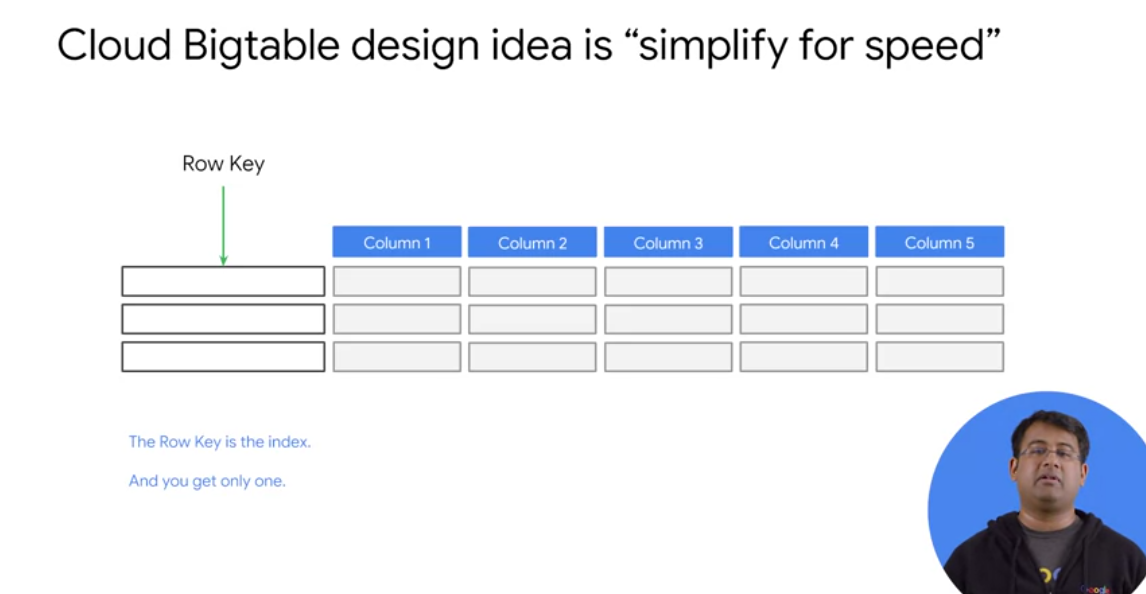 Cloud Bigtable design idea is “simplify for speed”
Row Key
Column 1 Column 2 Column 3 Column 4 Column 5
The Row Key is the index.
And you get only one.
Google